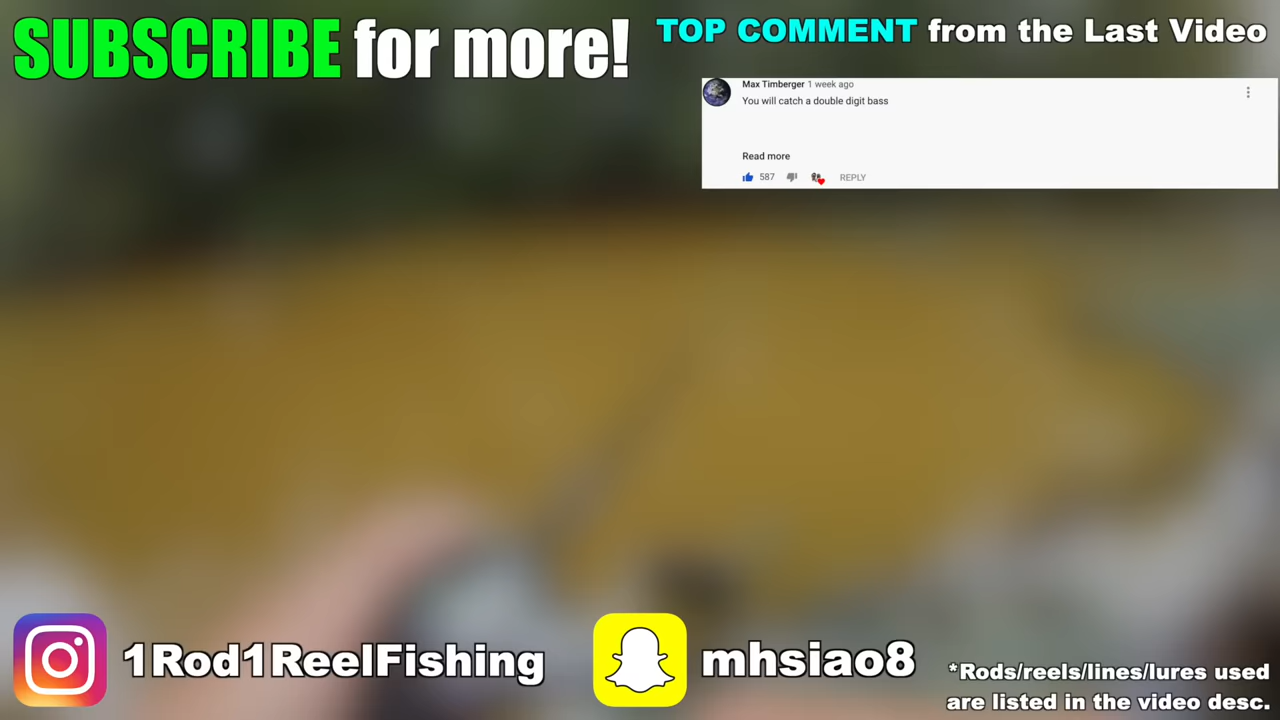 SUBSCRIBE for more!
TOP COMMENT from the Last Video
Max Timberger 1 week ago
You will catch a double digit bass
Read more
587 REPLY
1Rod1ReelFishing
mhsiao8
*Rods/reels/lines/lures used
are listed in the video desc.